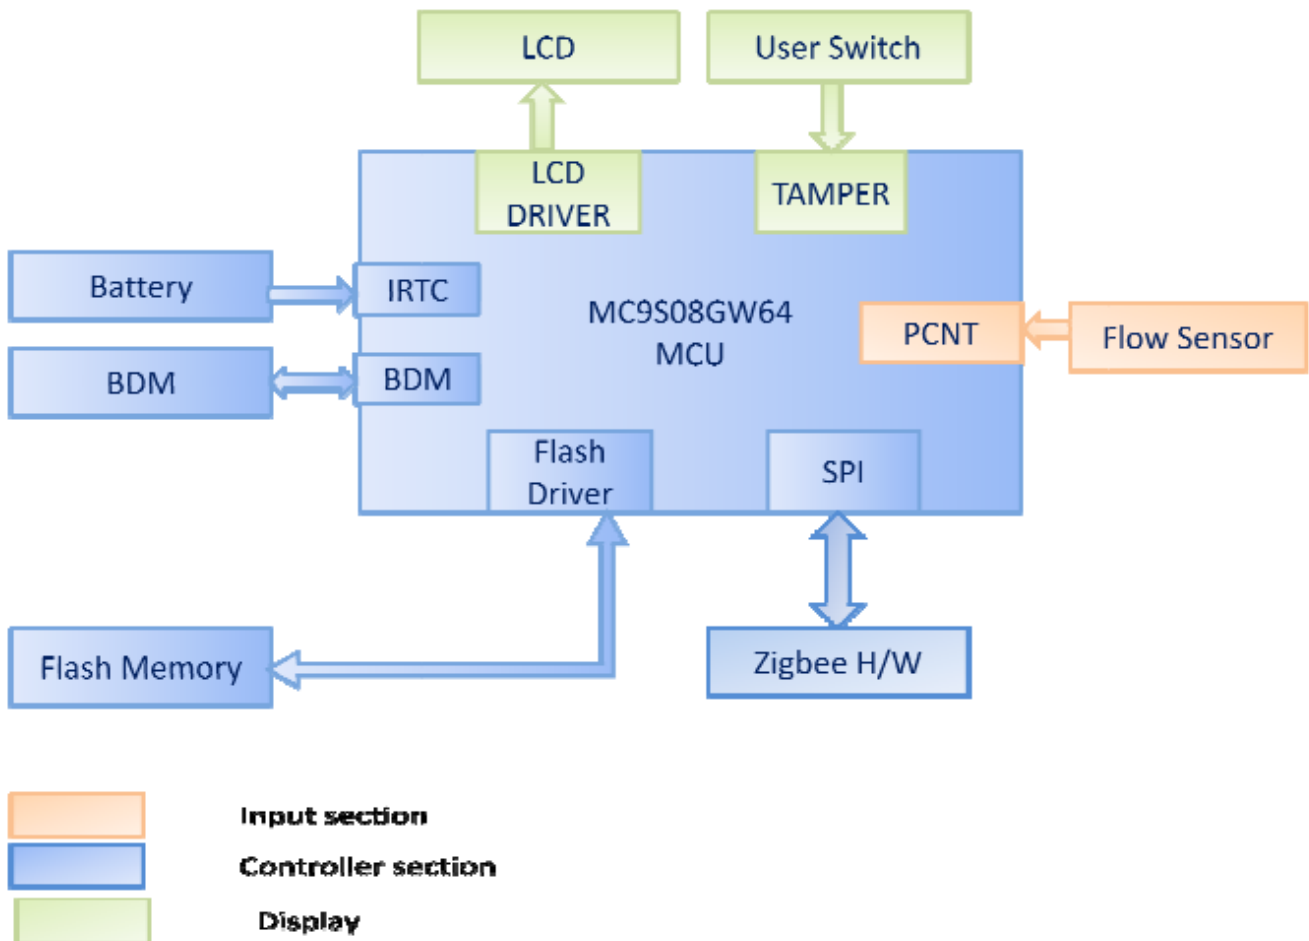 LCD
User Switch
LCD
DRIVER
TAMPER
Battery
IRTC
MC9S08GW64
MCU
PCNT
Flow Sensor
BDM
BDM
Flash
Driver
SPI
Flash Memory
Zigbee H/W
Input section
Controller section
Display